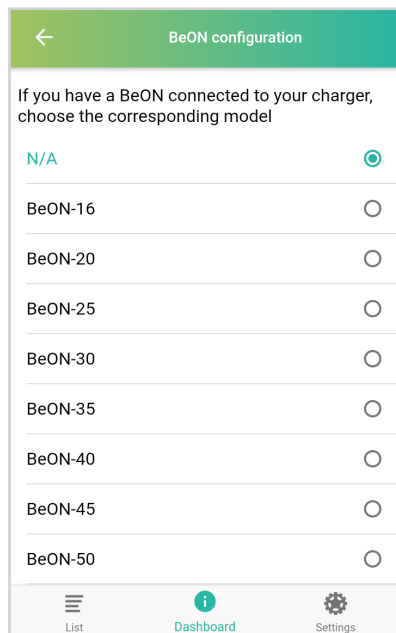 BeON configuration
If you have a BeON connected to your charger,
choose the corresponding model
N/A
BeON-16
BeON-20
BeON-25
BeON-30
BeON-35
BeON-40
BeON-45
BeON-50
List
Dashboard
Settings